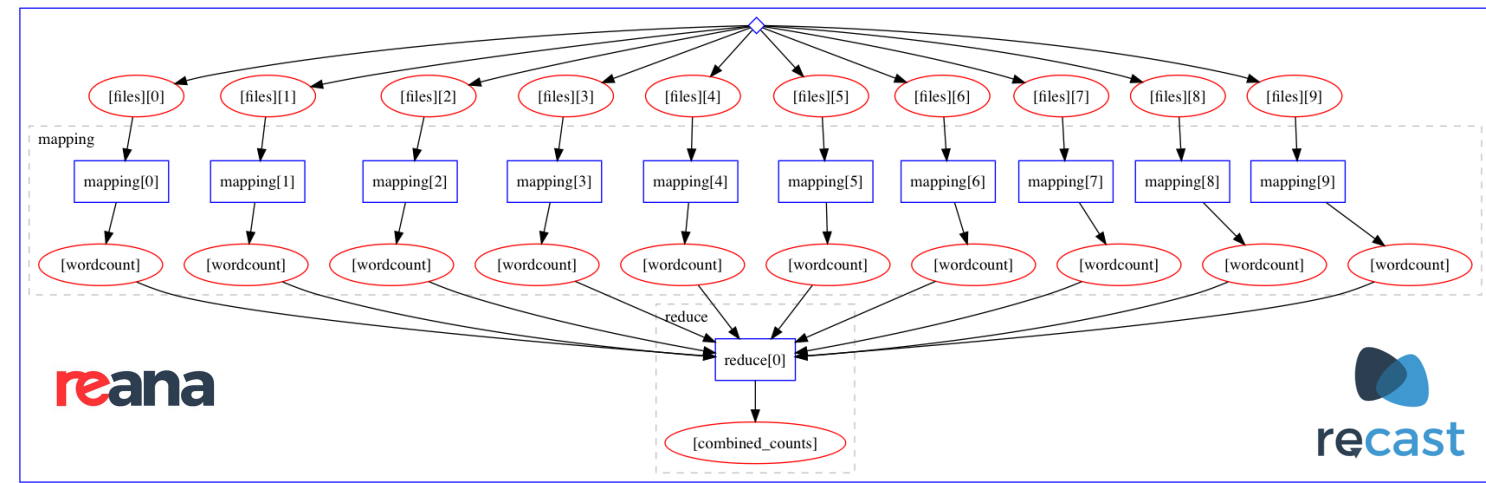 [files][0] [files][1] [files][2] [files][3] [files][4] [files][5] [files][6] [files][7] [files][8] [files][9]
mapping
mapping[0] mapping[1] mapping[2] mapping[3] mapping[4] mapping[5] mapping[6] mapping[7] mapping[8] mapping[9]
[wordcount] [wordcount] [wordcount] [wordcount] [wordcount] [wordcount] [wordcount] [wordcount] [wordcount] [wordcount]
reduce
reduce[0]
reana
[combined_counts]
recast